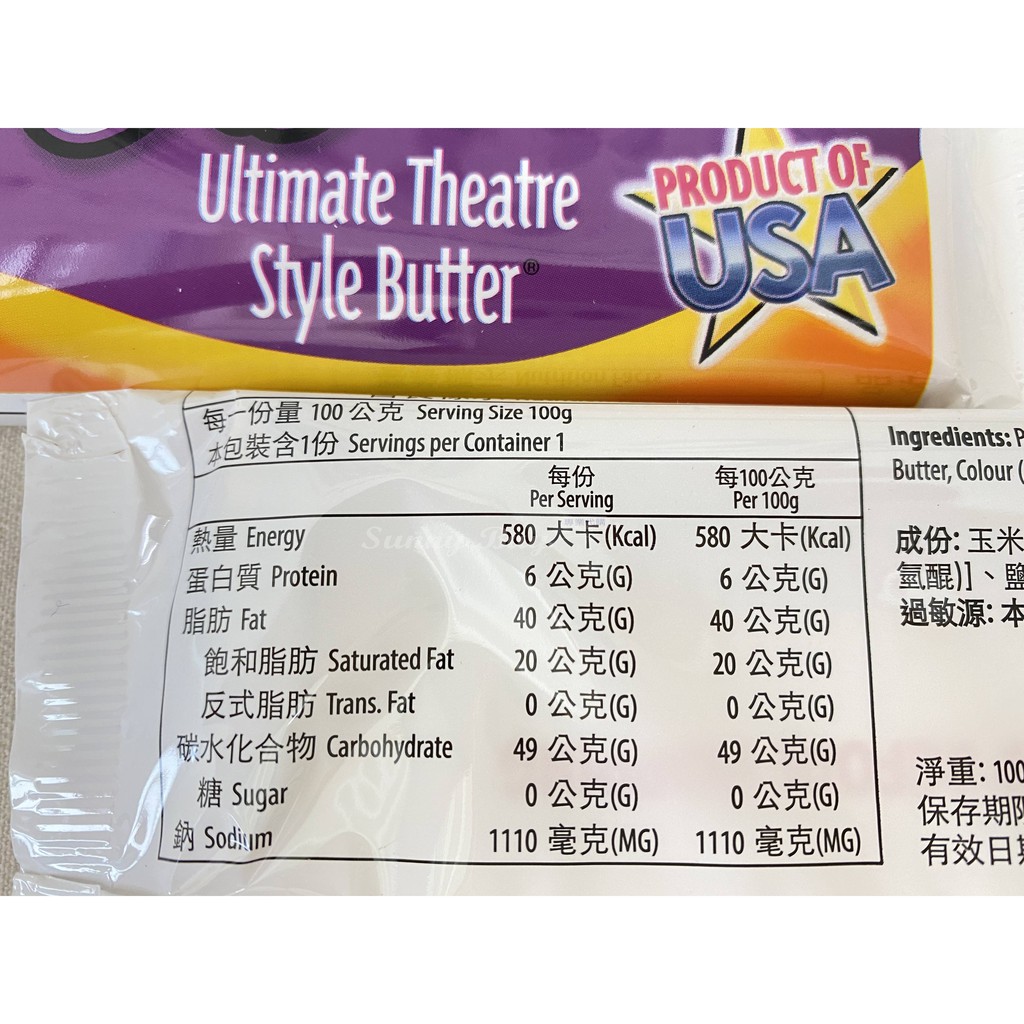 Ultimate Theatre
Style Butter®
PRODUCT OF
USA
每一份量 100 公克 Serving Size 100g
本包裝含1份 Servings per Container 1
每份 每100公克
Per Serving Per 100g
熱量 Energy 580 大卡(Kcal) 580 大卡(Kcal)
蛋白質 Protein 6 公克(G) 6 公克(G)
脂肪 Fat 40 公克(G) 40 公克(G)
飽和脂肪 Saturated Fat 20 公克(G) 20 公克(G)
反式脂肪 Trans. Fat 0 公克(G) 0 公克(G)
碳水化合物 Carbohydrate 49 公克(G) 49 公克(G)
糖 Sugar 0 公克(G) 0 公克(G)
鈉 Sodium 1110 毫克(MG) 1110 毫克(MG)
Ingredients:
Butter, Colour (
成份: 玉米
氫醌)]、鹽
過敏源: 本
淨重: 100
保存期限
有效日期